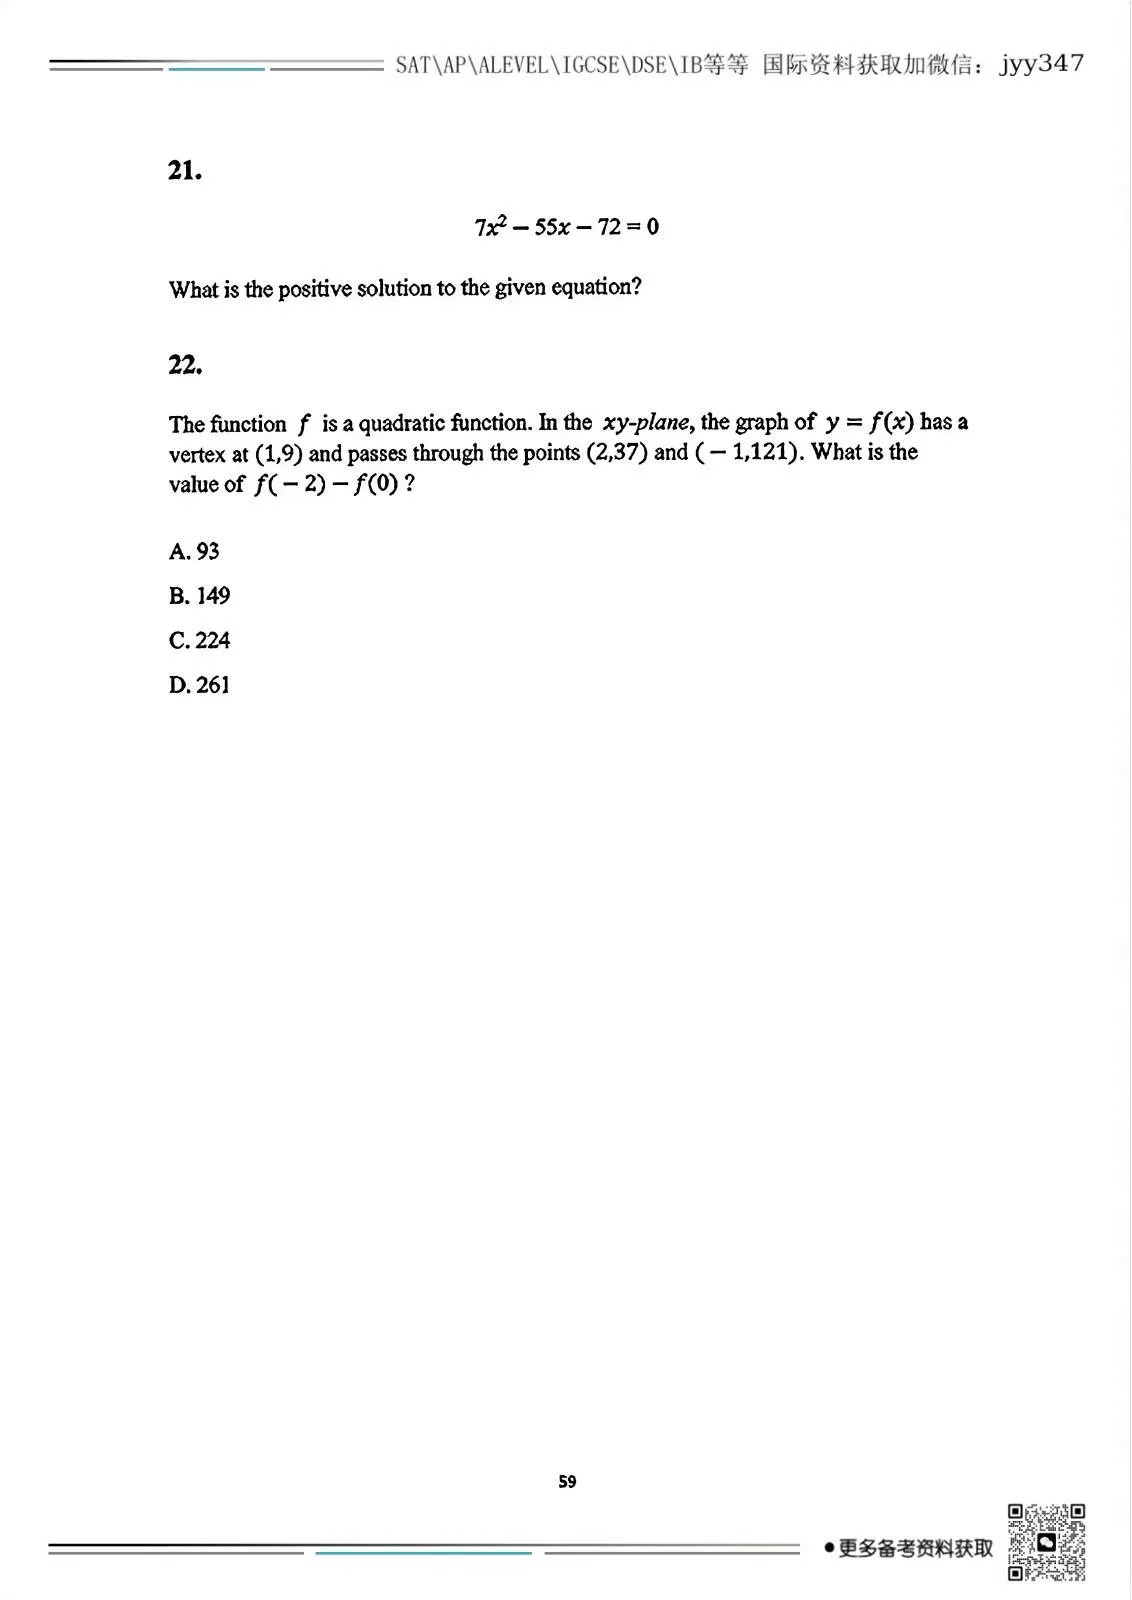 SAT\AP\ALEVEL\IGCSE\DSE\IB等等 国际资料获取加微信：jyy347
21.
7x² – 55x – 72 = 0
What is the positive solution to the given equation?
22.
The function f is a quadratic function. In the xy-plane, the graph of y = f(x) has a
vertex at (1,9) and passes through the points (2,37) and ( – 1,121). What is the
value of f( – 2) – f(0) ?
A. 93
B. 149
C. 224
D. 261
59
●更多备考资料获取